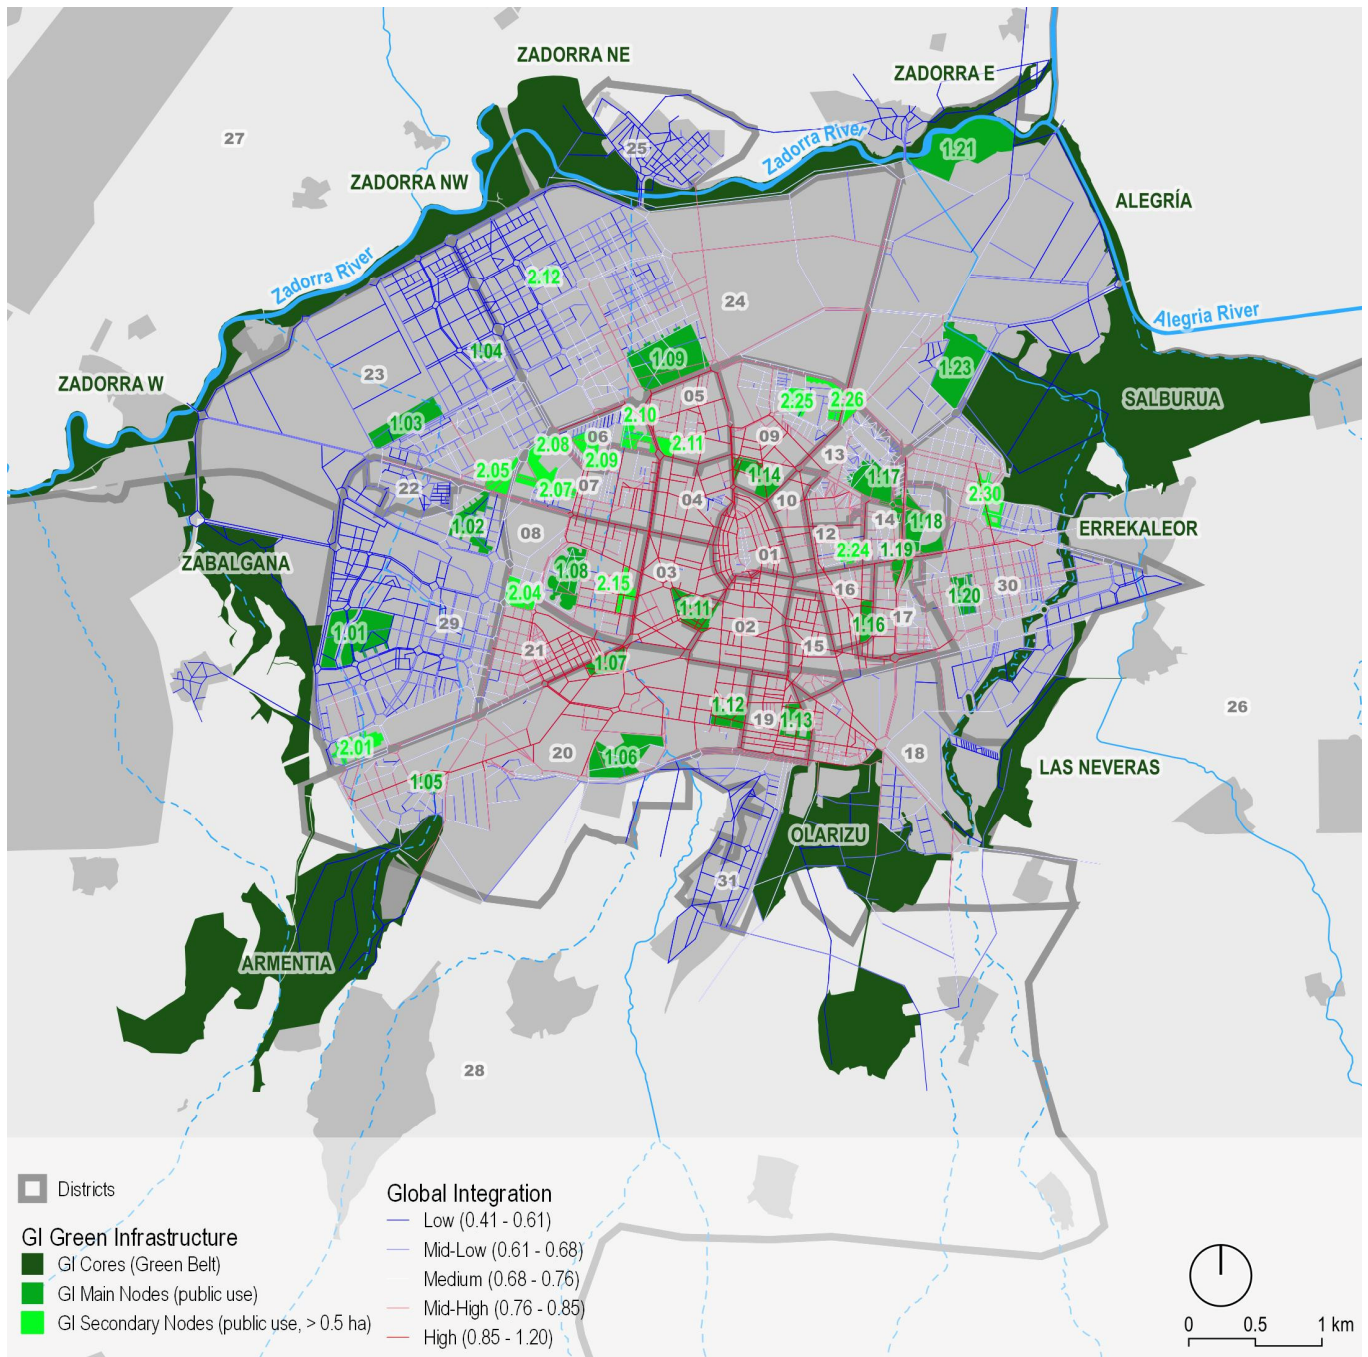 ZADORRA NE
ZADORRA E
27
25
Zadorra River
1.21
ZADORRA NW
ALEGRÍA
Zadorra River
2.12
24
Alegria River
1.04
1.09
1.23
23
ZADORRA W
05
2.25
2.26
SALBURUA
1.03
2.10
06
2.08
2.11
09
2.09
13
2.05
1.14
1.17
22
07
2.07
04
10
2.30
1.02
08
12
14
1.18
ERREKALEOR
2.24
1.19
01
ZABALGANA
1.08
03
2.15
2.04
16
30
1.20
1.11
29
1.01
02
1.16
17
21
15
1.07
1.12
19
1.13
26
2.01
20
1.06
18
LAS NEVERAS
1.05
OLARIZU
31
ARMENTIA
28
Districts
GI Green Infrastructure
GI Cores (Green Belt)
GI Main Nodes (public use)
GI Secondary Nodes (public use, > 0.5 ha)
Global Integration
Low (0.41 - 0.61)
Mid-Low (0.61 - 0.68)
Medium (0.68 - 0.76)
Mid-High (0.76 - 0.85)
High (0.85 - 1.20)
0 0.5 1 km